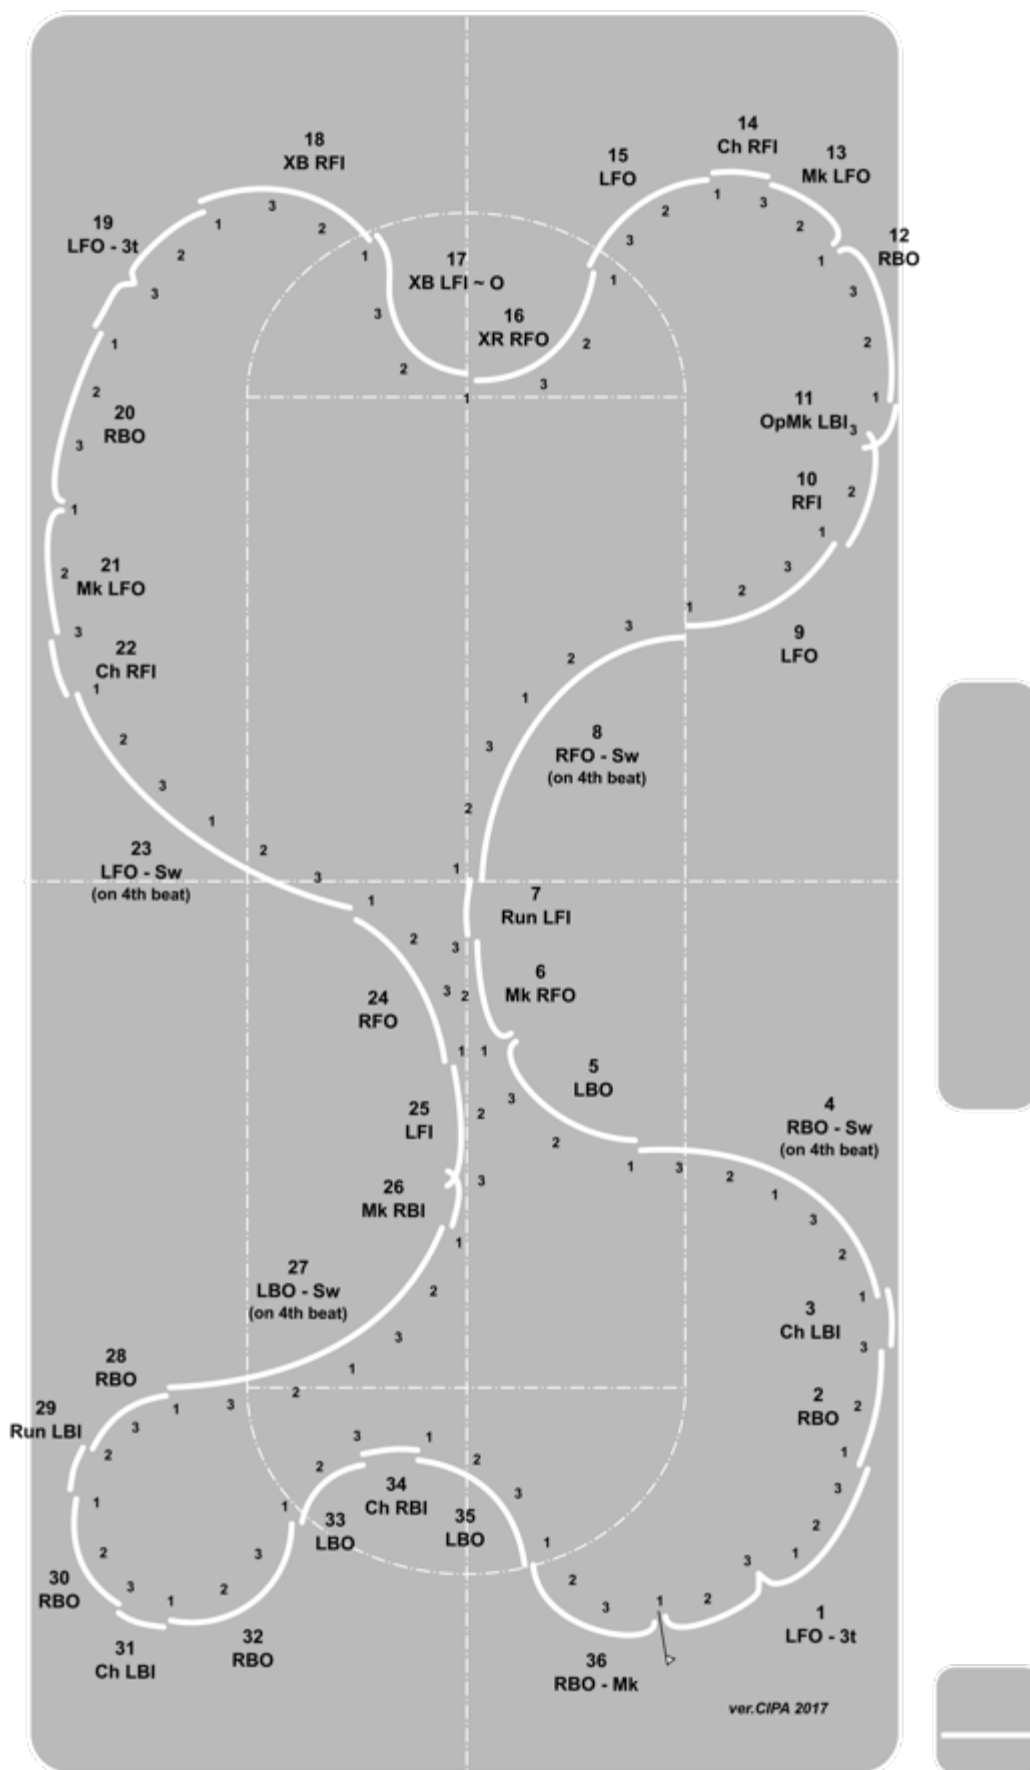 18
XB RFI
14
Ch RFI
15
LFO
13
Mk LFO
19
LFO - 3t
12
RBO
17
XB LFI ~ O
16
XR RFO
11
OpMk LBI
20
RBO
10
RFI
21
Mk LFO
22
Ch RFI
9
LFO
8
RFO - Sw
(on 4th beat)
23
LFO - Sw
(on 4th beat)
7
Run LFI
6
Mk RFO
24
RFO
5
LBO
4
RBO - Sw
(on 4th beat)
25
LFI
26
Mk RBI
27
LBO - Sw
(on 4th beat)
3
Ch LBI
28
RBO
2
RBO
29
Run LBI
34
Ch RBI
33
LBO
35
LBO
30
RBO
1
LFO - 3t
31
Ch LBI
32
RBO
36
RBO - Mk
ver.CIPA 2017